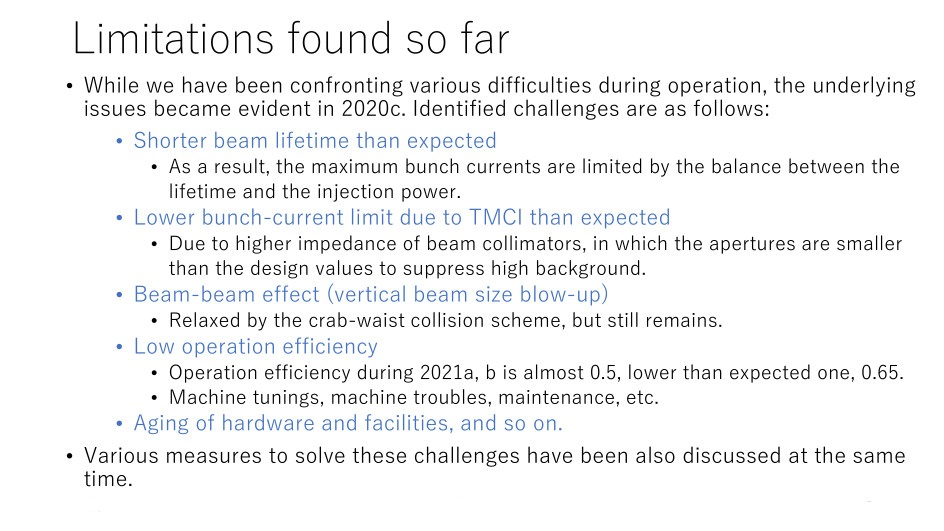 Limitations found so far
• While we have been confronting various difficulties during operation, the underlying
issues became evident in 2020c. Identified challenges are as follows:
• Shorter beam lifetime than expected
• As a result, the maximum bunch currents are limited by the balance between the
lifetime and the injection power.
• Lower bunch-current limit due to TMCI than expected
• Due to higher impedance of beam collimators, in which the apertures are smaller
than the design values to suppress high background.
• Beam-beam effect (vertical beam size blow-up)
• Relaxed by the crab-waist collision scheme, but still remains.
• Low operation efficiency
• Operation efficiency during 2021a, b is almost 0.5, lower than expected one, 0.65.
• Machine tunings, machine troubles, maintenance, etc.
• Aging of hardware and facilities, and so on.
• Various measures to solve these challenges have been also discussed at the same
time.